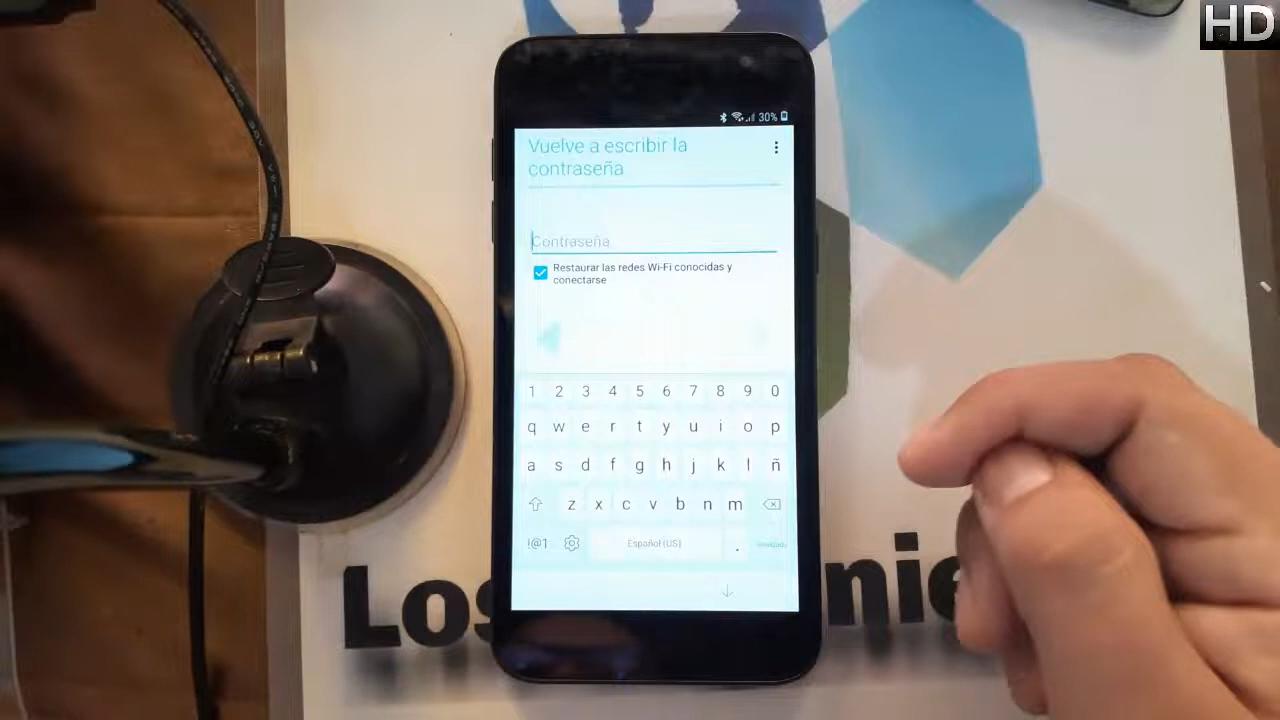 HD
30%
Vuelve a escribir la
contraseña
Contraseña
Restaurar las redes Wi-Fi conocidas y
conectarse
1 2 3 4 5 6 7 8 9 0
q w e r t y u i o p
a s d f g h j k l ñ
z x c v b n m
!@1 Español (US) .
Los nie